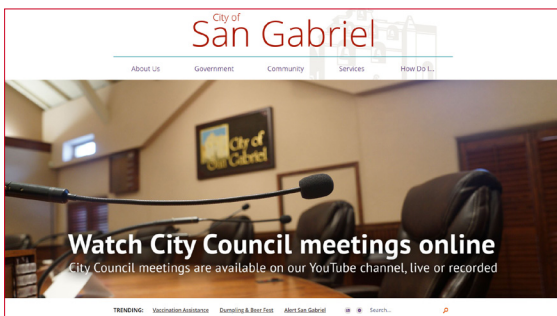 City of
San Gabriel
About Us Government Community Services How Do I...
City of
San Gabriel
Watch City Council meetings online
City Council meetings are available on our YouTube channel, live or recorded
TRENDING: Vaccination Assistance Dumpling & Beer Fest Alert San Gabriel Search...